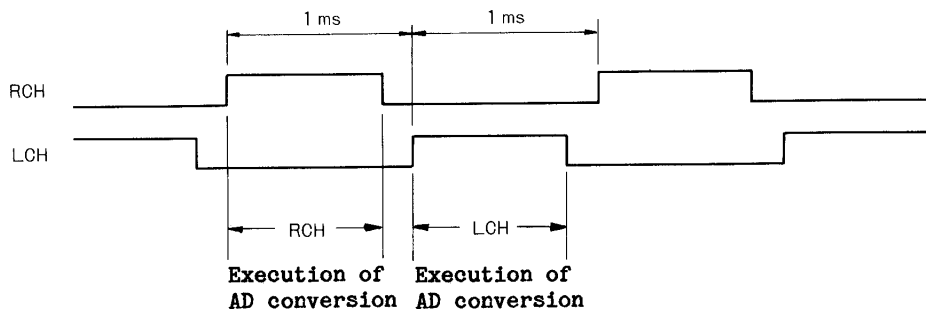 1 ms 1 ms
RCH
LCH
RCH LCH
Execution of Execution of
AD conversion AD conversion